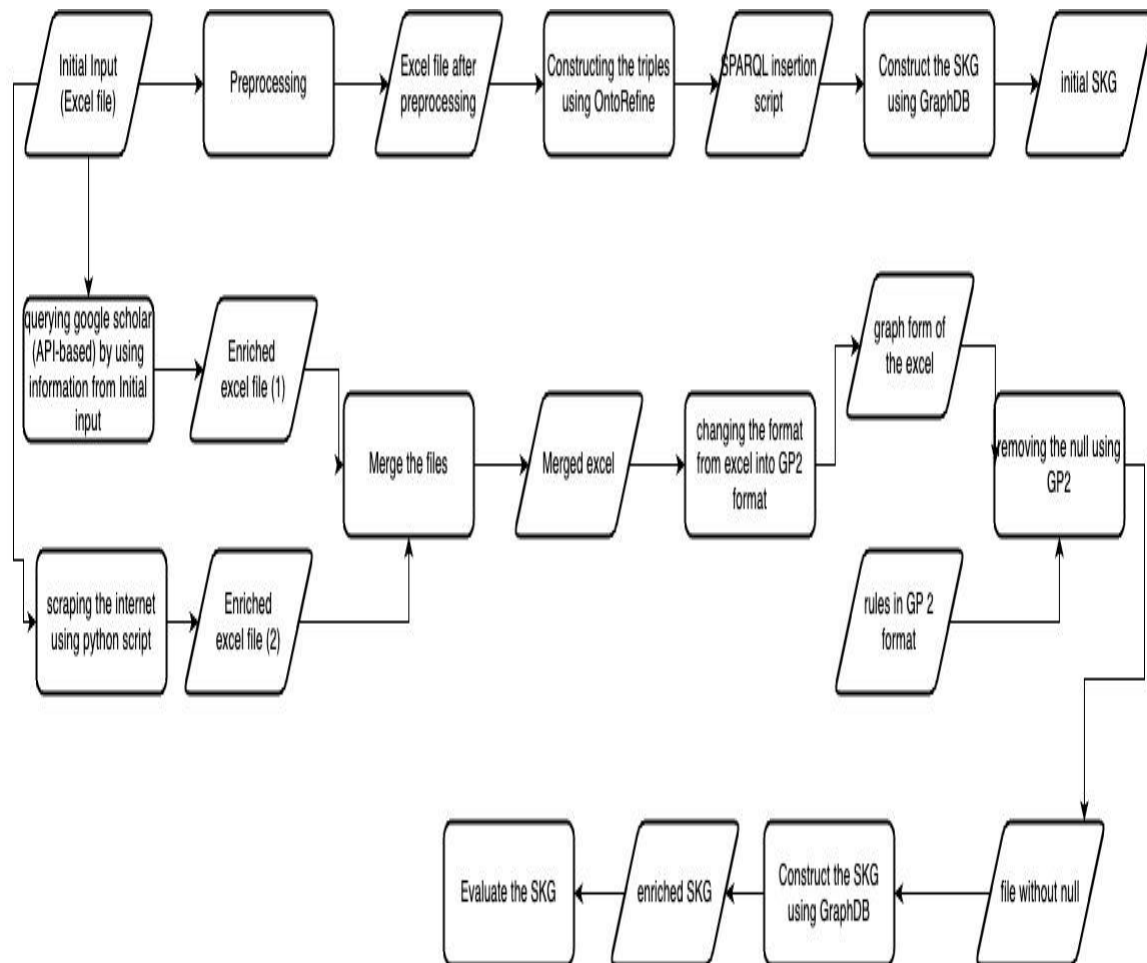 Initial Input
(Excel file)
Preprocessing
Excel file after
preprocessing
Constructing the triples
using OntoRefine
SPARQL insertion
script
Construct the SKG
using GraphDB
initial SKG
querying google scholar
(API-based) by using
information from Initial
input
Enriched
excel file (1)
Merge the files
Merged excel
changing the format
from excel into GP2
format
graph form of
the excel
removing the null using
GP2
scraping the internet
using python script
Enriched
excel file (2)
rules in GP 2
format
Evaluate the SKG
enriched SKG
Construct the SKG
using GraphDB
file without null